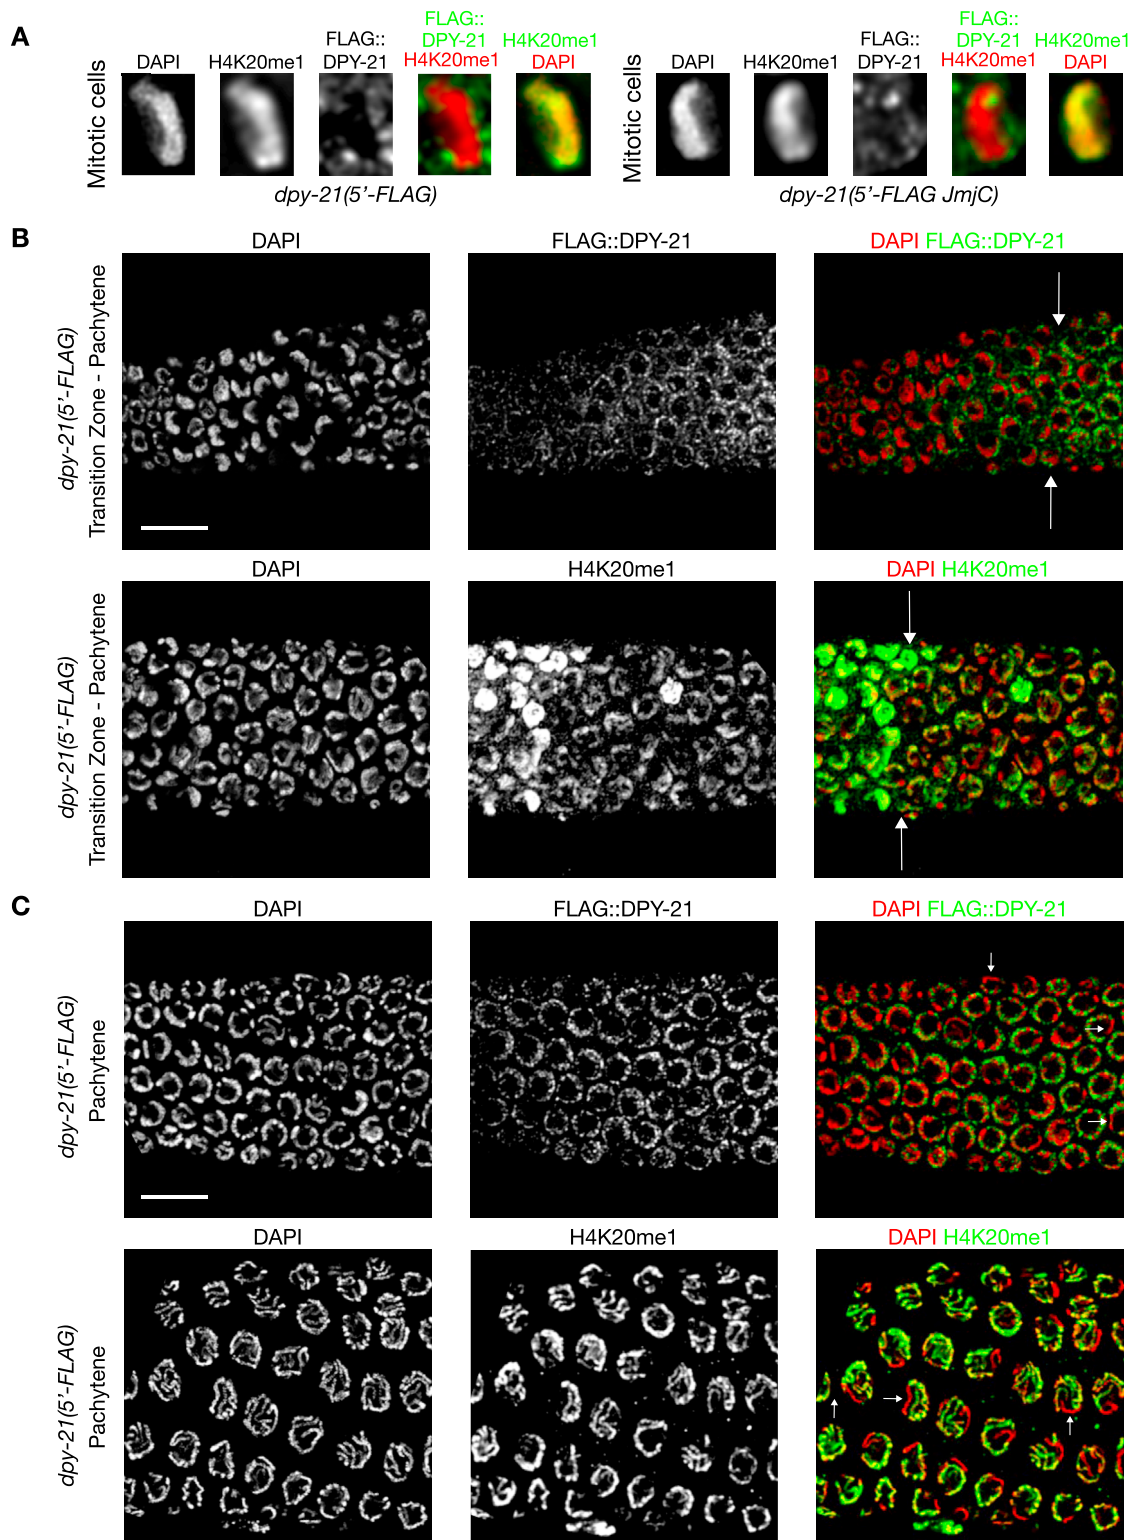 A
DAPI
H4K20me1
FLAG::
DPY-21
FLAG::
DPY-21
H4K20me1
H4K20me1
DAPI
Mitotic cells
dpy-21(5’-FLAG)
DAPI
H4K20me1
FLAG::
DPY-21
FLAG::
DPY-21
H4K20me1
H4K20me1
DAPI
Mitotic cells
dpy-21(5’-FLAG JmjC)
B
DAPI
FLAG::DPY-21
DAPI FLAG::DPY-21
dpy-21(5’-FLAG)
Transition Zone - Pachytene
DAPI
H4K20me1
DAPI H4K20me1
dpy-21(5’-FLAG)
Transition Zone - Pachytene
C
DAPI
FLAG::DPY-21
DAPI FLAG::DPY-21
dpy-21(5’-FLAG)
Pachytene
DAPI
H4K20me1
DAPI H4K20me1
dpy-21(5’-FLAG)
Pachytene